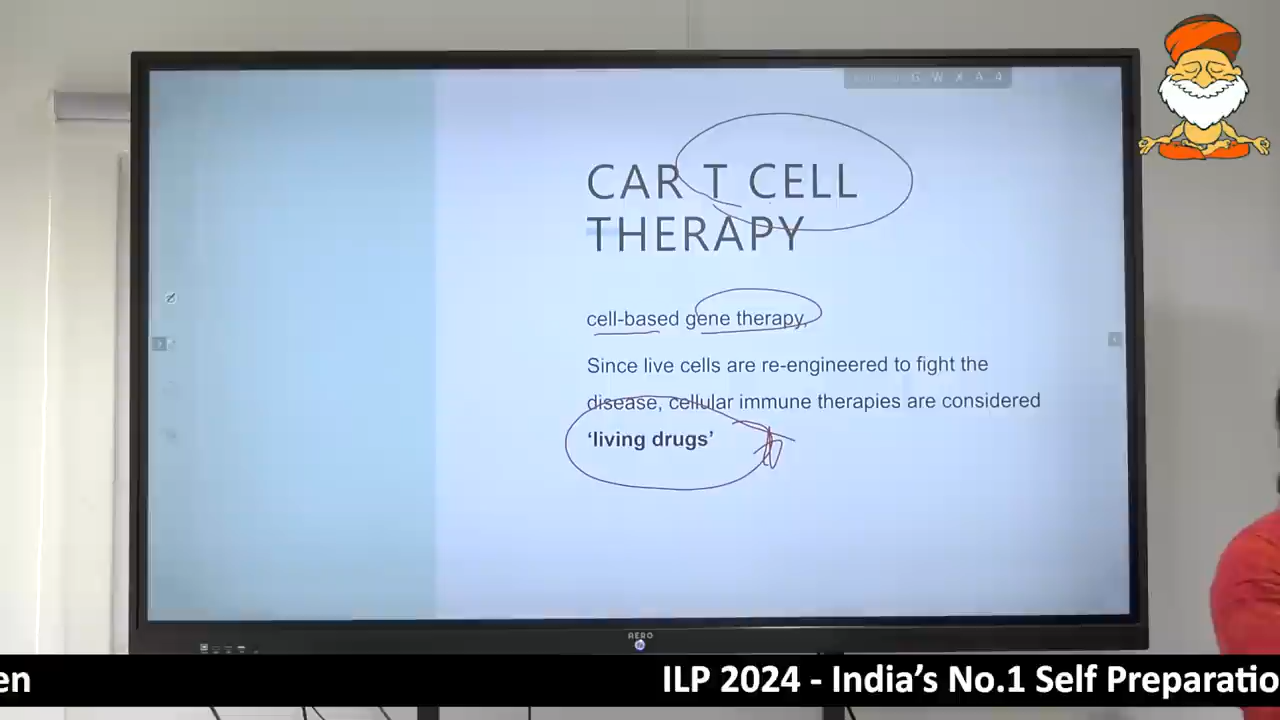 G W X A 4
CAR T CELL
THERAPY
cell-based gene therapy,
Since live cells are re-engineered to fight the
disease, cellular immune therapies are considered
‘living drugs’
AERO
en
ILP 2024 - India’s No.1 Self Preparatio